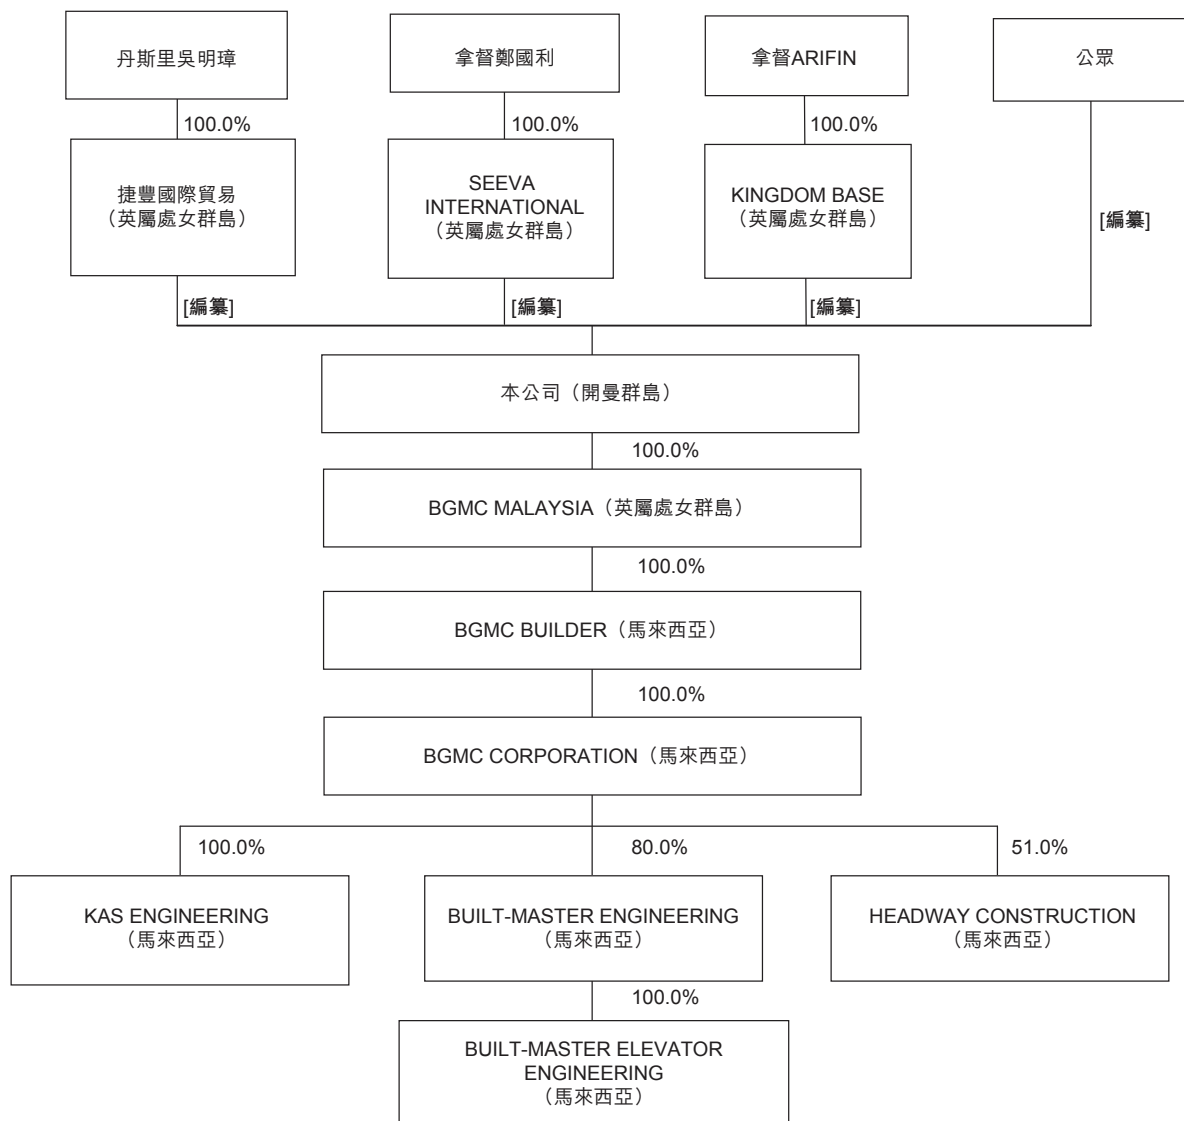 丹斯里吳明璋
拿督鄭國利
拿督ARIFIN
公眾
100.0%
100.0%
100.0%
捷豐國際貿易
（英屬處女群島）
SEEVA
INTERNATIONAL
（英屬處女群島）
KINGDOM BASE
（英屬處女群島）
[編纂]
[編纂]
[編纂]
[編纂]
本公司（開曼群島）
100.0%
BGMC MALAYSIA（英屬處女群島）
100.0%
BGMC BUILDER（馬來西亞）
100.0%
BGMC CORPORATION（馬來西亞）
100.0%
80.0%
51.0%
KAS ENGINEERING
（馬來西亞）
BUILT-MASTER ENGINEERING
（馬來西亞）
HEADWAY CONSTRUCTION
（馬來西亞）
100.0%
BUILT-MASTER ELEVATOR
ENGINEERING
（馬來西亞）